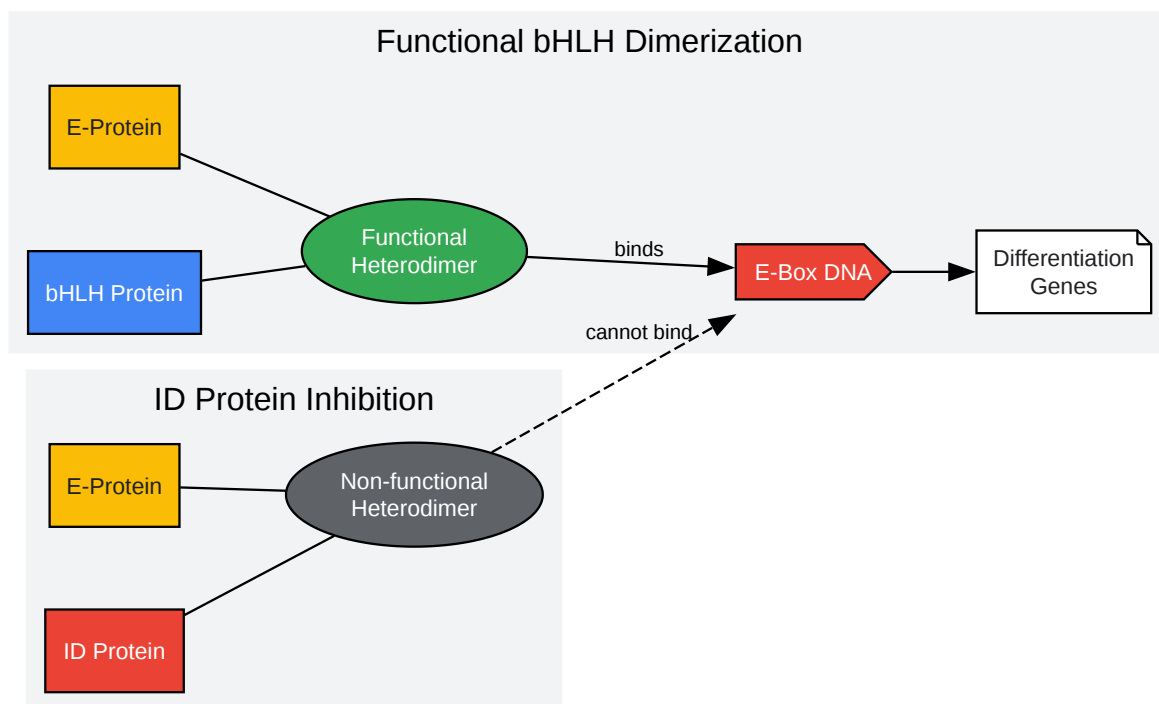 Functional bHLH Dimerization
E-Protein
bHLH Protein
Functional
Heterodimer
binds
E-Box DNA
Differentiation
Genes
cannot bind
ID Protein Inhibition
E-Protein
Non-functional
Heterodimer
ID Protein